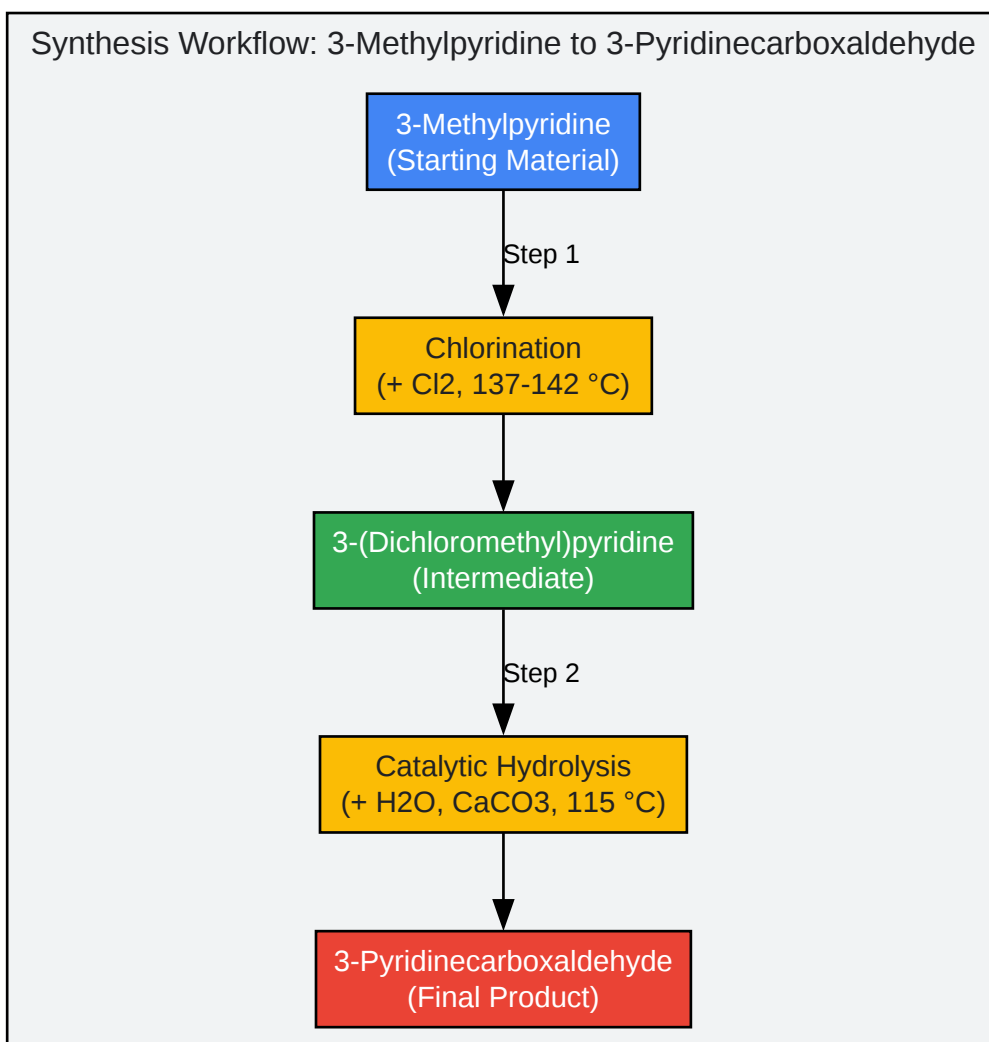 Synthesis Workflow: 3-Methylpyridine to 3-Pyridinecarboxaldehyde
3-Methylpyridine
(Starting Material)
Step 1
Chlorination
(+ Cl2, 137-142 °C)
3-(Dichloromethyl)pyridine
(Intermediate)
Step 2
Catalytic Hydrolysis
(+ H2O, CaCO3, 115 °C)
3-Pyridinecarboxaldehyde
(Final Product)